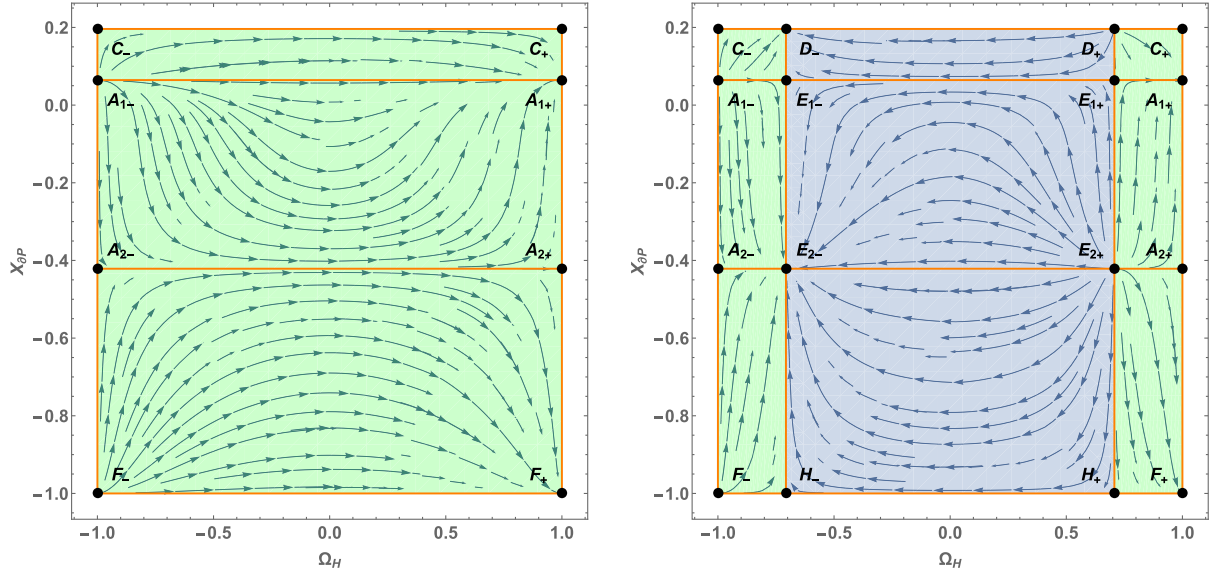 0.2
0.0
−0.2
−0.4
−0.6
−0.8
−1.0
X∂P
C− C+
A1− A1+
A2− A2+
F− F+
−1.0 −0.5 0.0 0.5 1.0
ΩH
0.2
0.0
−0.2
−0.4
−0.6
−0.8
−1.0
X∂P
C− D− D+ C+
A1− E1− E1+ A1+
A2− E2− E2+ A2+
F− H− H+ F+
−1.0 −0.5 0.0 0.5 1.0
ΩH